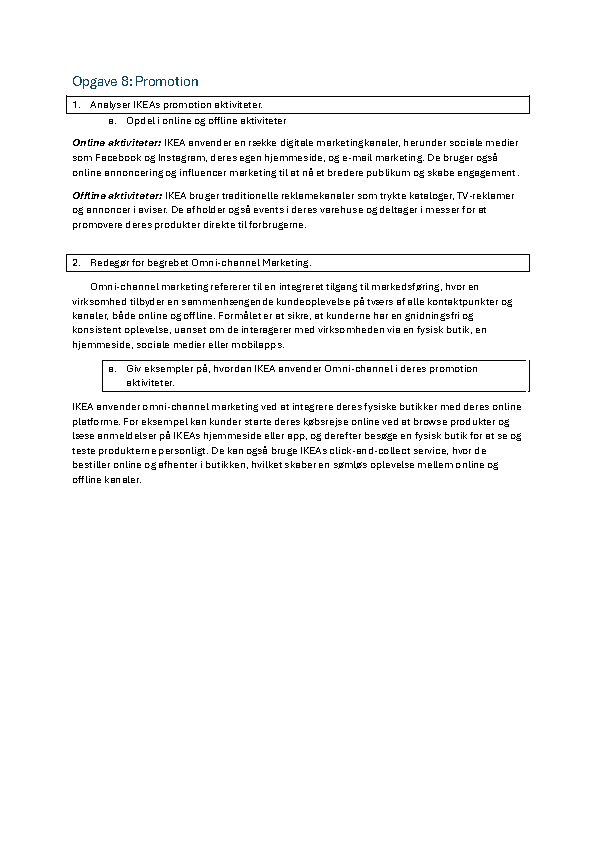 Opgave 8: Promotion
1. Analyser IKEAs promotion aktiviteter.
a. Opdel i online og offline aktiviteter
Online aktiviteter: IKEA anvender en række digitale marketingkanaler, herunder sociale medier
som Facebook og Instagram, deres egen hjemmeside, og e-mail marketing. De bruger også
online annoncering og influencer marketing til at nå et bredere publikum og skabe engagement.
Offline aktiviteter: IKEA bruger traditionelle reklamekanaler som trykte kataloger, TV-reklamer
og annoncer i aviser. De afholder også events i deres varehuse og deltager i messer for at
promovere deres produkter direkte til forbrugerne.
2. Redegør for begrebet Omni-channel Marketing.
Omni-channel marketing refererer til en integreret tilgang til markedsføring, hvor en
virksomhed tilbyder en sammenhængende kundeoplevelse på tværs af alle kontaktpunkter og
kanaler, både online og offline. Formålet er at sikre, at kunderne har en gnidningsfri og
konsistent oplevelse, uanset om de interagerer med virksomheden via en fysisk butik, en
hjemmeside, sociale medier eller mobilapps.
a. Giv eksempler på, hvordan IKEA anvender Omni-channel i deres promotion
aktiviteter.
IKEA anvender omni-channel marketing ved at integrere deres fysiske butikker med deres online
platforme. For eksempel kan kunder starte deres købsrejse online ved at browse produkter og
læse anmeldelser på IKEAs hjemmeside eller app, og derefter besøge en fysisk butik for at se og
teste produkterne personligt. De kan også bruge IKEAs click-and-collect service, hvor de
bestiller online og afhenter i butikken, hvilket skaber en sømløs oplevelse mellem online og
offline kanaler.